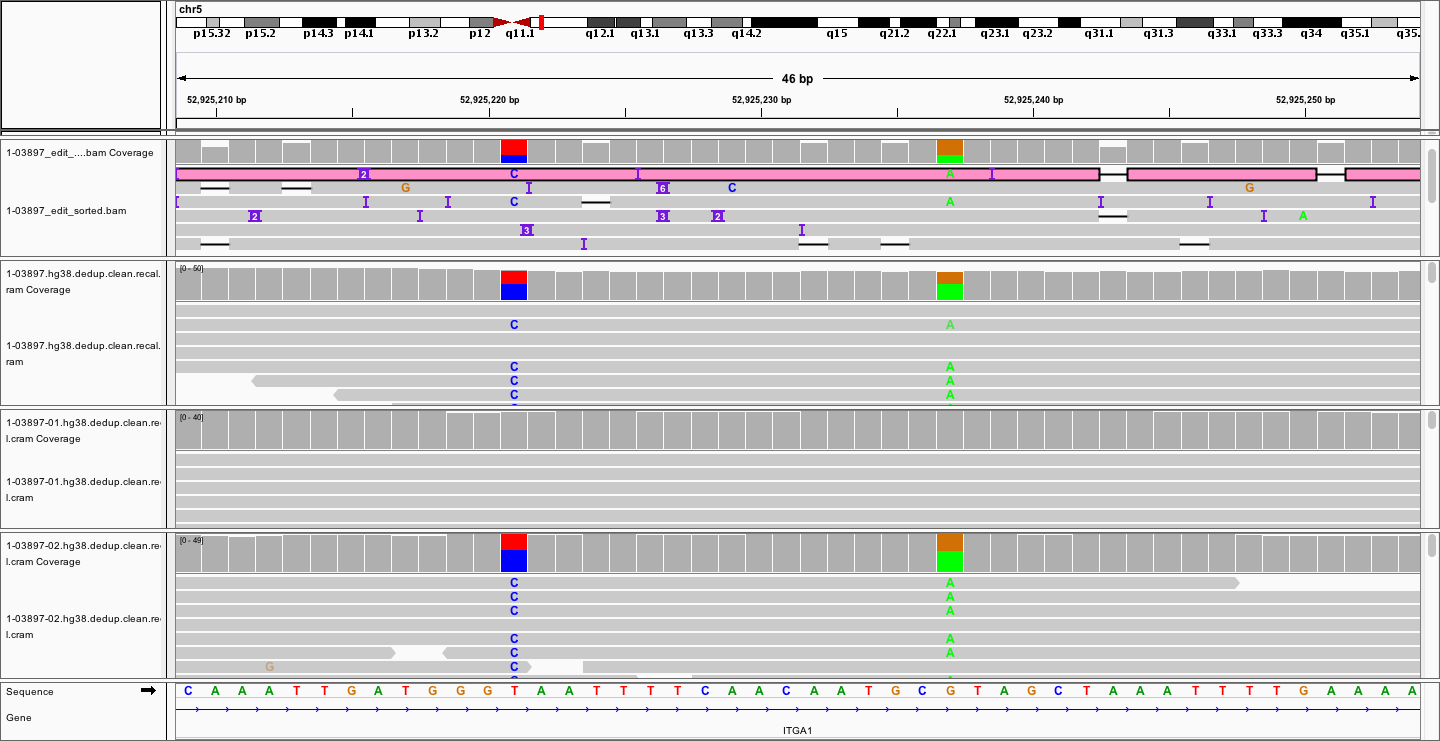 chr5
p15.32 p15.2 p14.3 p14.1 p13.2 p12 q11.1 q12.1 q13.1 q13.3 q14.2 q15 q21.2 q22.1 q23.1 q23.2 q31.1 q31.3 q33.1 q33.3 q34 q35.1 q35.
46 bp
52,925,210 bp 52,925,220 bp 52,925,230 bp 52,925,240 bp 52,925,250 bp
1-03897_edit_....bam Coverage
2 C A
G 6 C G
1-03897_edit_sorted.bam
C A
2 3 2 A
3
1-03897.hg38.dedup.clean.recal.
ram Coverage
[0 - 50]
C A
1-03897.hg38.dedup.clean.recal.
ram
C A
C A
C A
1-03897-01.hg38.dedup.clean.re
l.cram Coverage
[0 - 40]
1-03897-01.hg38.dedup.clean.re
l.cram
1-03897-02.hg38.dedup.clean.re
l.cram Coverage
[0 - 49]
C A
C A
C A
1-03897-02.hg38.dedup.clean.re
l.cram
C A
C A
G C
Sequence C A A A T T G A T G G G T A A T T T T C A A C A A T G C G T A G C T A A A T T T T G A A A A
Gene
ITGA1